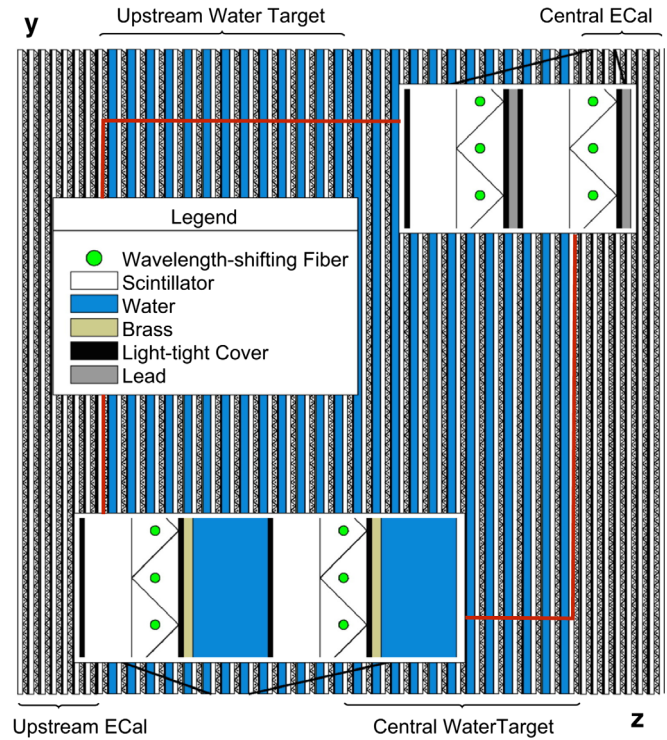 y
Upstream Water Target
Central ECal
Legend
Wavelength-shifting Fiber
Scintillator
Water
Brass
Light-tight Cover
Lead
Upstream ECal
Central WaterTarget
z